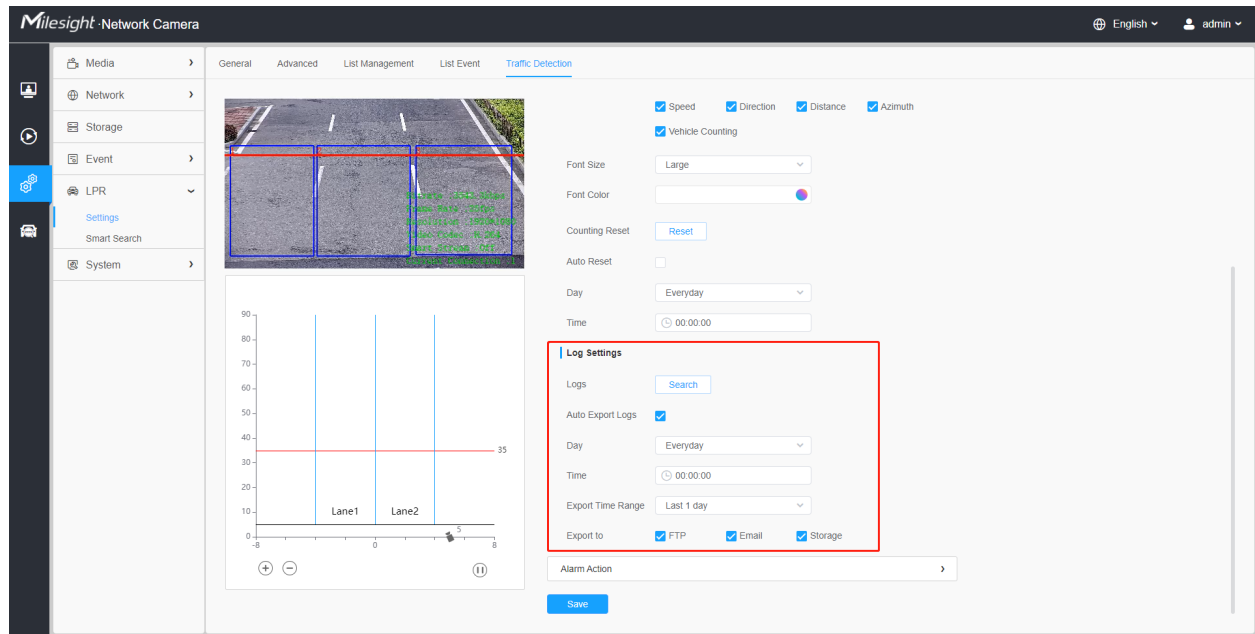 Milesight · Network Camera
English
admin
Media
Network
Storage
Event
LPR
Settings
Smart Search
System
General Advanced List Management List Event Traffic Detection
Speed Direction Distance Azimuth
Vehicle Counting
Font Size Large
Font Color
Counting Reset Reset
Auto Reset
Day Everyday
Time 00:00:00
Log Settings
Logs Search
Auto Export Logs
Day Everyday
Time 00:00:00
Export Time Range Last 1 day
Export to FTP Email Storage
Alarm Action
Save
90
80
70
60
50
40
35
30
20
10
Lane1 Lane2
5
0
-8 0 8